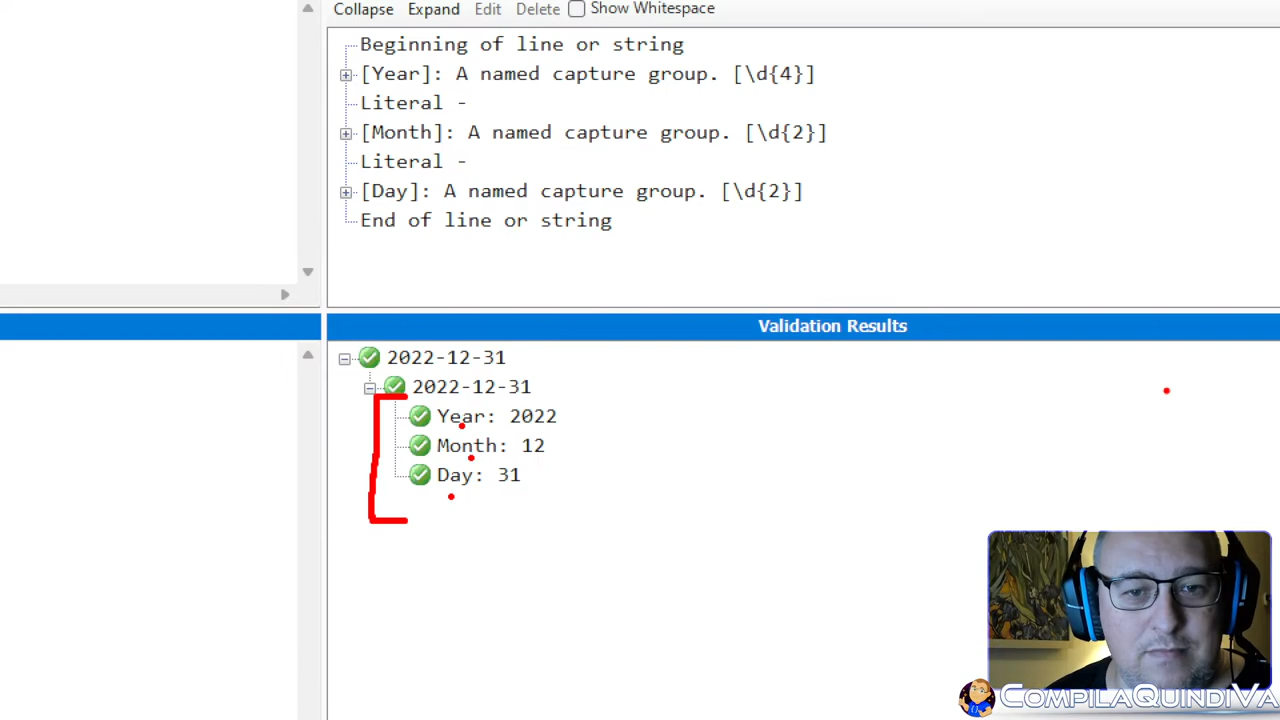 Collapse Expand Edit Delete Show Whitespace
Beginning of line or string
[Year]: A named capture group. [\d{4}]
Literal -
[Month]: A named capture group. [\d{2}]
Literal -
[Day]: A named capture group. [\d{2}]
End of line or string
Validation Results
2022-12-31
2022-12-31
Year: 2022
Month: 12
Day: 31
CompilaQuindiVa